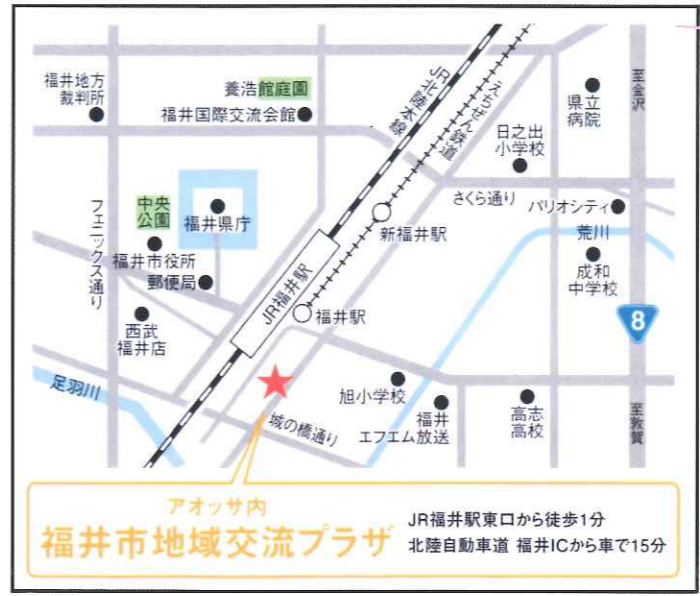 福井地方
裁判所
養浩館庭園
福井国際交流会館
JR北陸本線
えちぜん鉄道
県立
病院
至金沢
日之出
小学校
さくら通り
パリオシティ
荒川
成和
中学校
8
フェニックス通り
中央
公園
福井県庁
福井市役所
郵便局
新福井駅
JR福井駅
福井駅
西武
福井店
足羽川
城の橋通り
旭小学校
福井
エフエム放送
高志
高校
至敦賀
アオッサ内
福井市地域交流プラザ
JR福井駅東口から徒歩1分
北陸自動車道 福井ICから車で15分